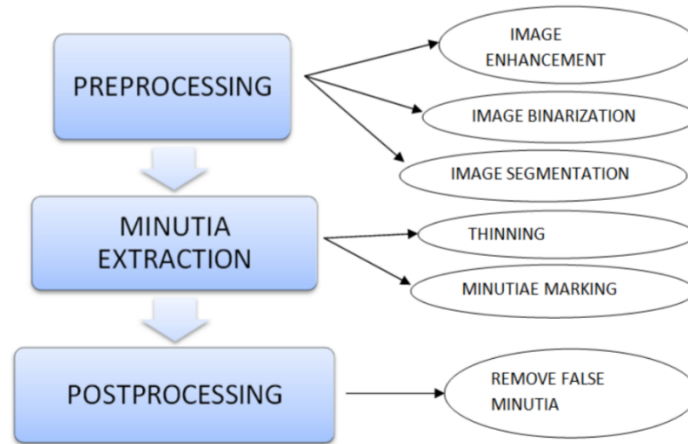 PREPROCESSING
IMAGE
ENHANCEMENT
IMAGE BINARIZATION
IMAGE SEGMENTATION
MINUTIA
EXTRACTION
THINNING
MINUTIAE MARKING
POSTPROCESSING
REMOVE FALSE
MINUTIA